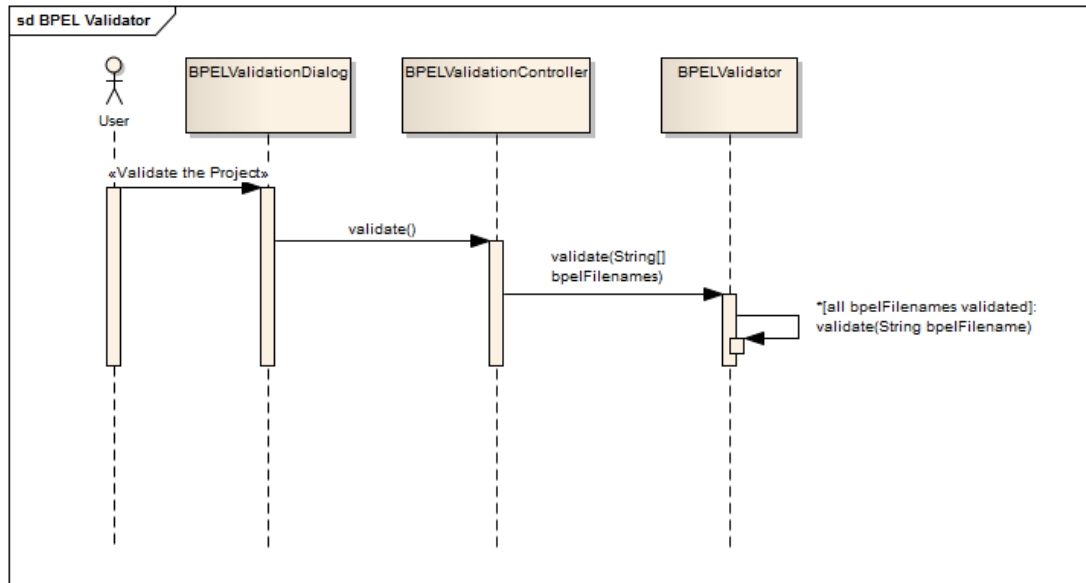 sd BPEL Validator
BPELValidationDialog
BPELValidationController
BPELValidator
User
«Validate the Project»
validate()
validate(String[]
bpelFilenames)
*[all bpelFilenames validated]:
validate(String bpelFilename)